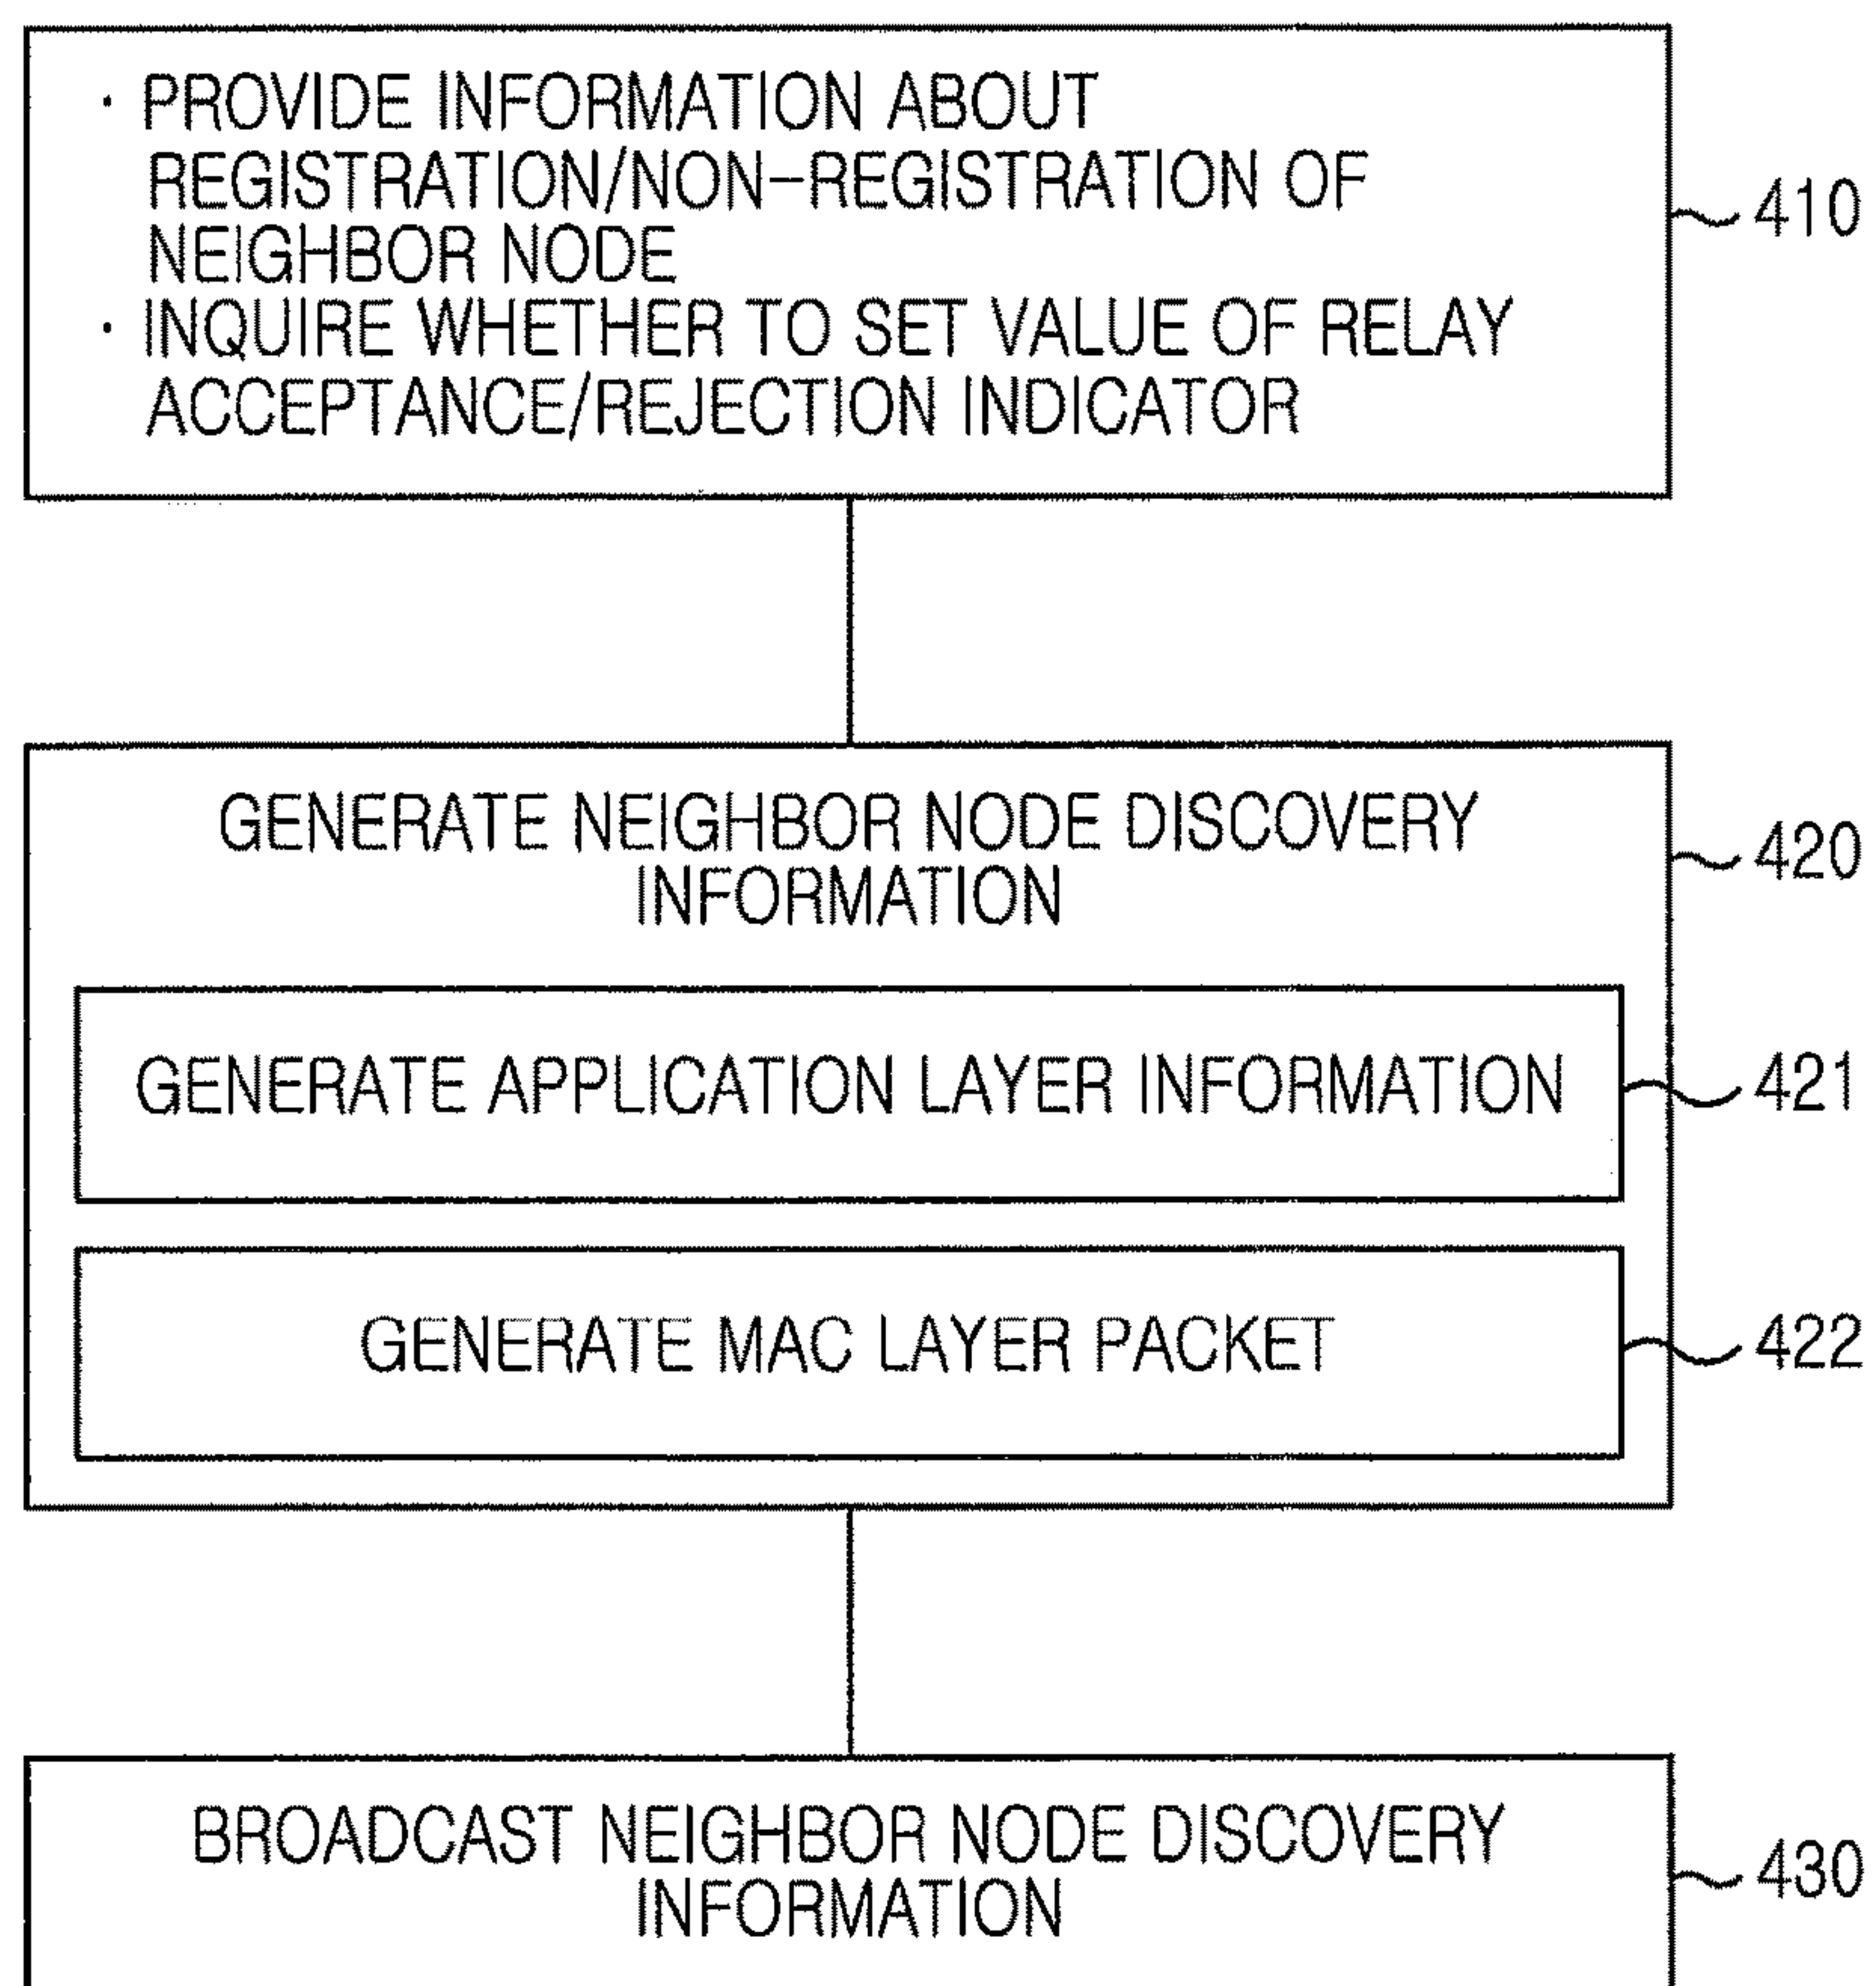 · PROVIDE INFORMATION ABOUT
REGISTRATION/NON-REGISTRATION OF
NEIGHBOR NODE
· INQUIRE WHETHER TO SET VALUE OF RELAY
ACCEPTANCE/REJECTION INDICATOR
410
GENERATE NEIGHBOR NODE DISCOVERY
INFORMATION
420
GENERATE APPLICATION LAYER INFORMATION
421
GENERATE MAC LAYER PACKET
422
BROADCAST NEIGHBOR NODE DISCOVERY
INFORMATION
430